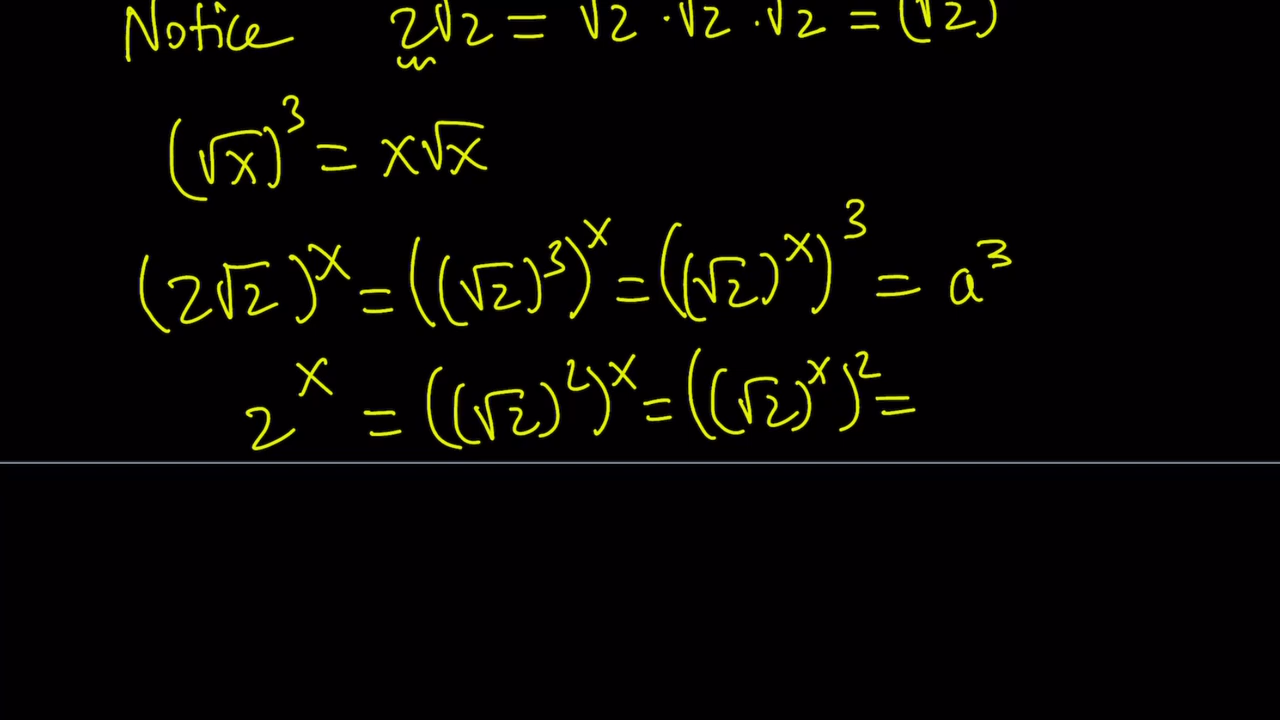 Notice 2√2 = √2 · √2 · √2 = (√2)
(√x)³ = x√x
(2√2)ˣ = ((√2)³)ˣ = ((√2)ˣ)³ = a³
2ˣ = ((√2)²)ˣ = ((√2)ˣ)² =